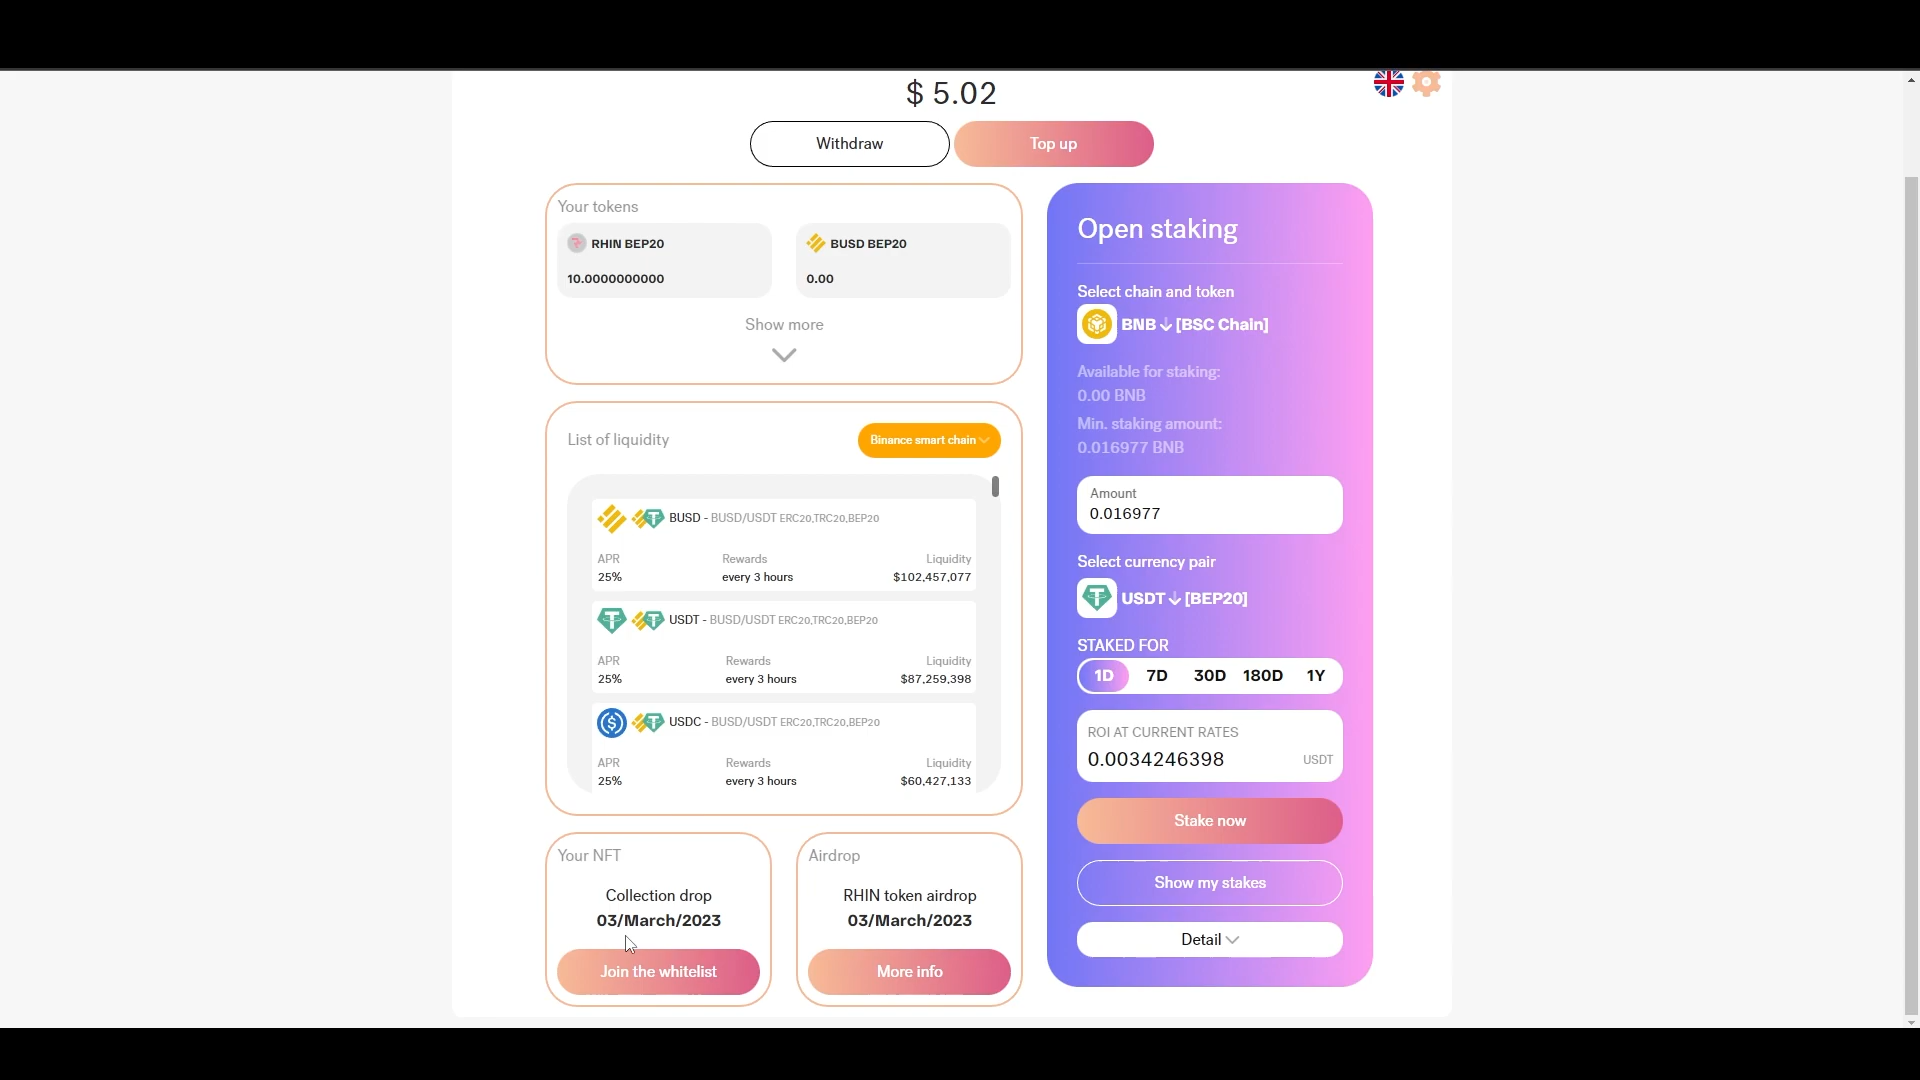 $ 5.02
Withdraw
Top up
Your tokens
RHIN BEP20
10.0000000000
BUSD BEP20
0.00
Show more
List of liquidity
Binance smart chain
BUSD - BUSD/USDT ERC20,TRC20,BEP20
APR Rewards Liquidity
25% every 3 hours $102,457,077
USDT - BUSD/USDT ERC20,TRC20,BEP20
APR Rewards Liquidity
25% every 3 hours $87,259,398
USDC - BUSD/USDT ERC20,TRC20,BEP20
APR Rewards Liquidity
25% every 3 hours $60,427,133
Your NFT
Collection drop
03/March/2023
Join the whitelist
Airdrop
RHIN token airdrop
03/March/2023
More info
Open staking
Select chain and token
BNB↓[BSC Chain]
Available for staking:
0.00 BNB
Min. staking amount:
0.016977 BNB
Amount
0.016977
Select currency pair
USDT↓[BEP20]
STAKED FOR
1D 7D 30D 180D 1Y
ROI AT CURRENT RATES
0.0034246398 USDT
Stake now
Show my stakes
Detail